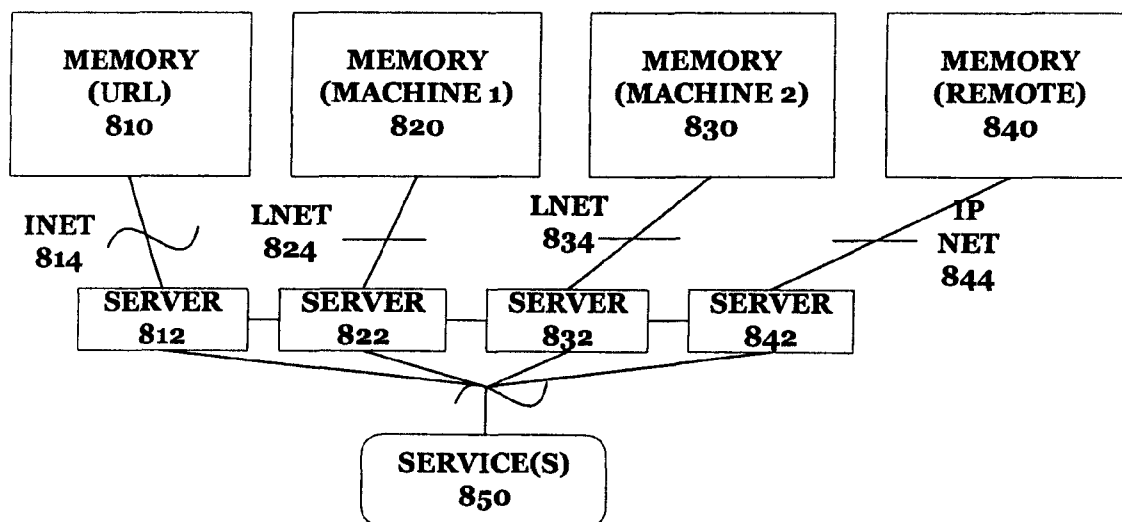 MEMORY
(URL)
810
MEMORY
(MACHINE 1)
820
MEMORY
(MACHINE 2)
830
MEMORY
(REMOTE)
840
INET
814
LNET
824
LNET
834
IP
NET
844
SERVER
812
SERVER
822
SERVER
832
SERVER
842
SERVICE(S)
850